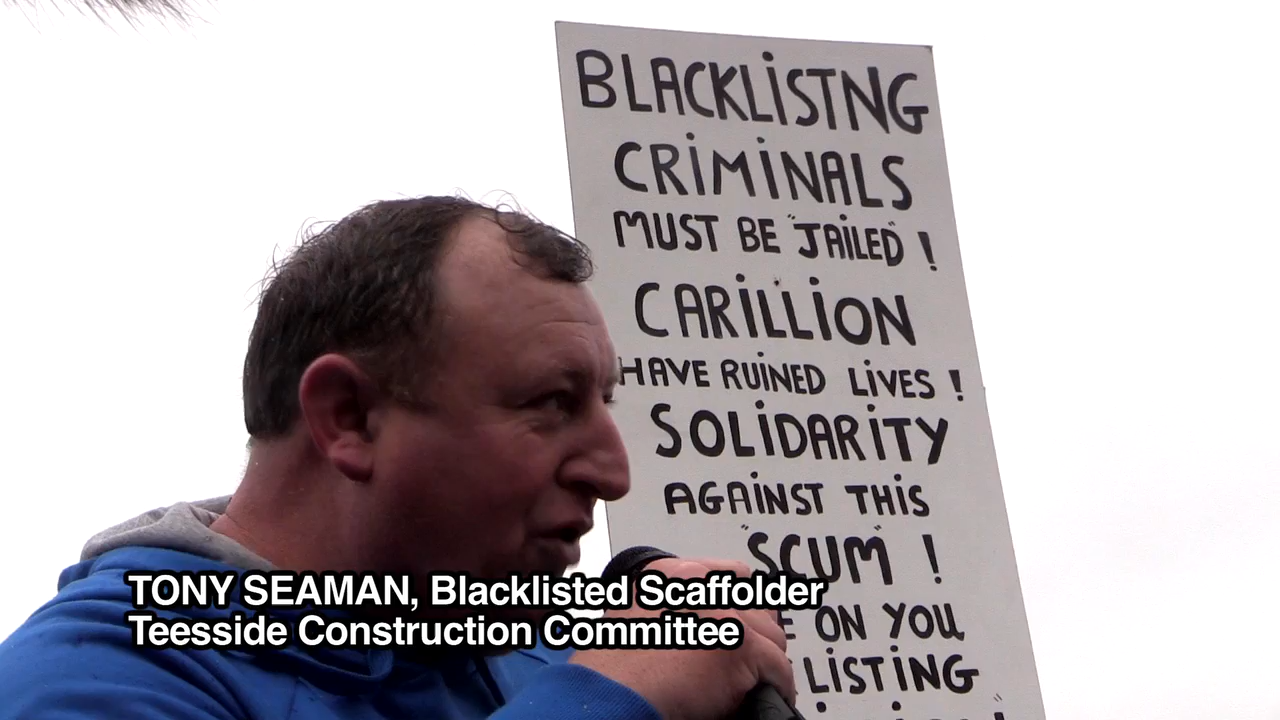 BLACKLiSTNG
CRiMiNALS
MUST BE "JAiLED" !
CARiLLiON
HAVE RUiNED LiVES !
SOLiDARiTY
AGAiNST THiS
"SCUM" !
E ON YOU
LiSTiNG
TONY SEAMAN, Blacklisted Scaffolder
Teesside Construction Committee